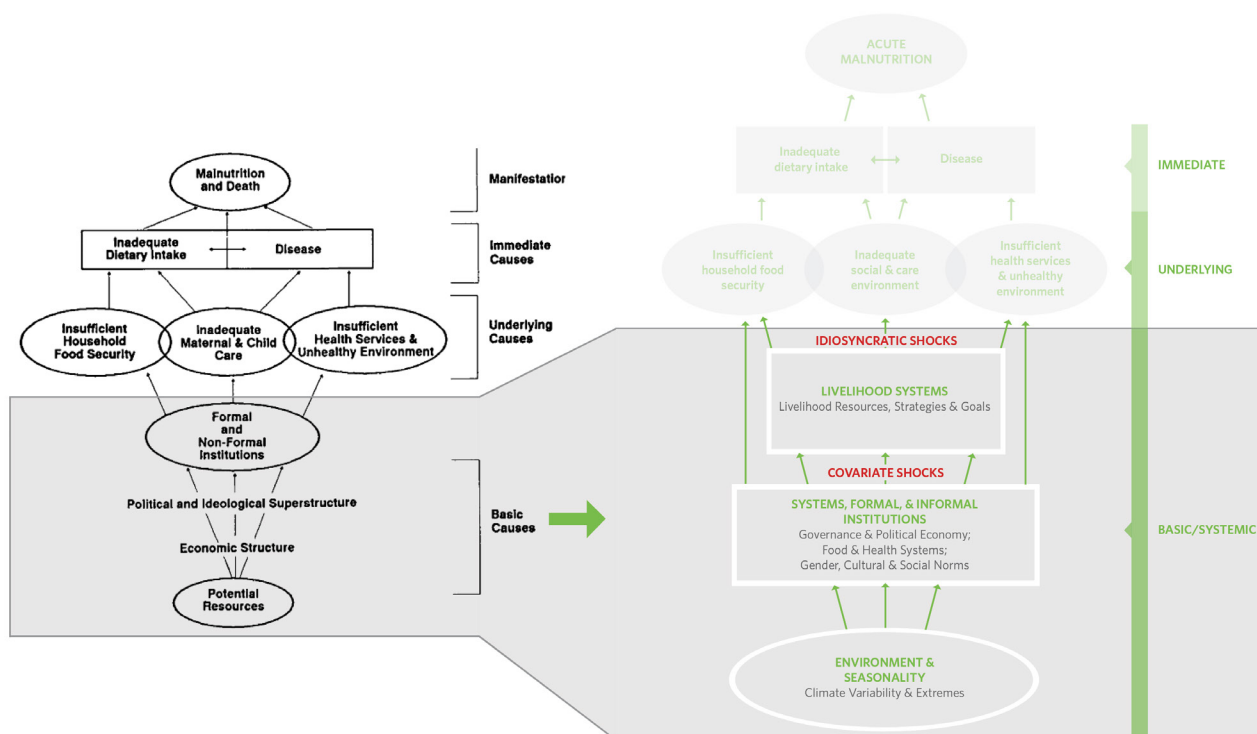 Malnutrition
and Death
Manifestation
Inadequate
Dietary Intake
Disease
Immediate
Causes
Insufficient
Household
Food Security
Inadequate
Maternal & Child
Care
Insufficient
Health Services &
Unhealthy Environment
Underlying
Causes
Formal
and
Non-Formal
Institutions
Political and Ideological Superstructure
Economic Structure
Basic
Causes
Potential
Resources
ACUTE
MALNUTRITION
Inadequate
dietary intake
Disease
IMMEDIATE
Insufficient
household food
security
Inadequate
social & care
environment
Insufficient
health services
& unhealthy
environment
UNDERLYING
IDIOSYNCRATIC SHOCKS
LIVELIHOOD SYSTEMS
Livelihood Resources, Strategies & Goals
COVARIATE SHOCKS
SYSTEMS, FORMAL, & INFORMAL
INSTITUTIONS
Governance & Political Economy;
Food & Health Systems;
Gender, Cultural & Social Norms
BASIC/SYSTEMIC
ENVIRONMENT &
SEASONALITY
Climate Variability & Extremes